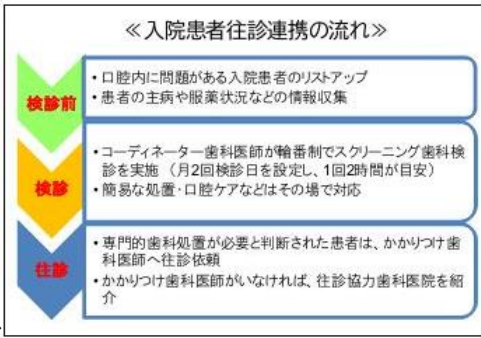 ≪入院患者往診連携の流れ≫
検診前
・口腔内に問題がある入院患者のリストアップ
・患者の主病や服薬状況などの情報収集
検診
・コーディネーター歯科医師が輪番制でスクリーニング歯科検
診を実施 (月2回検診日を設定し、1回2時間が目安)
・簡易な処置・口腔ケアなどはその場で対応
往診
・専門的歯科処置が必要と判断された患者は、かかりつけ歯
科医師へ往診依頼
・かかりつけ歯科医師がいなければ、往診協力歯科医院を紹
介